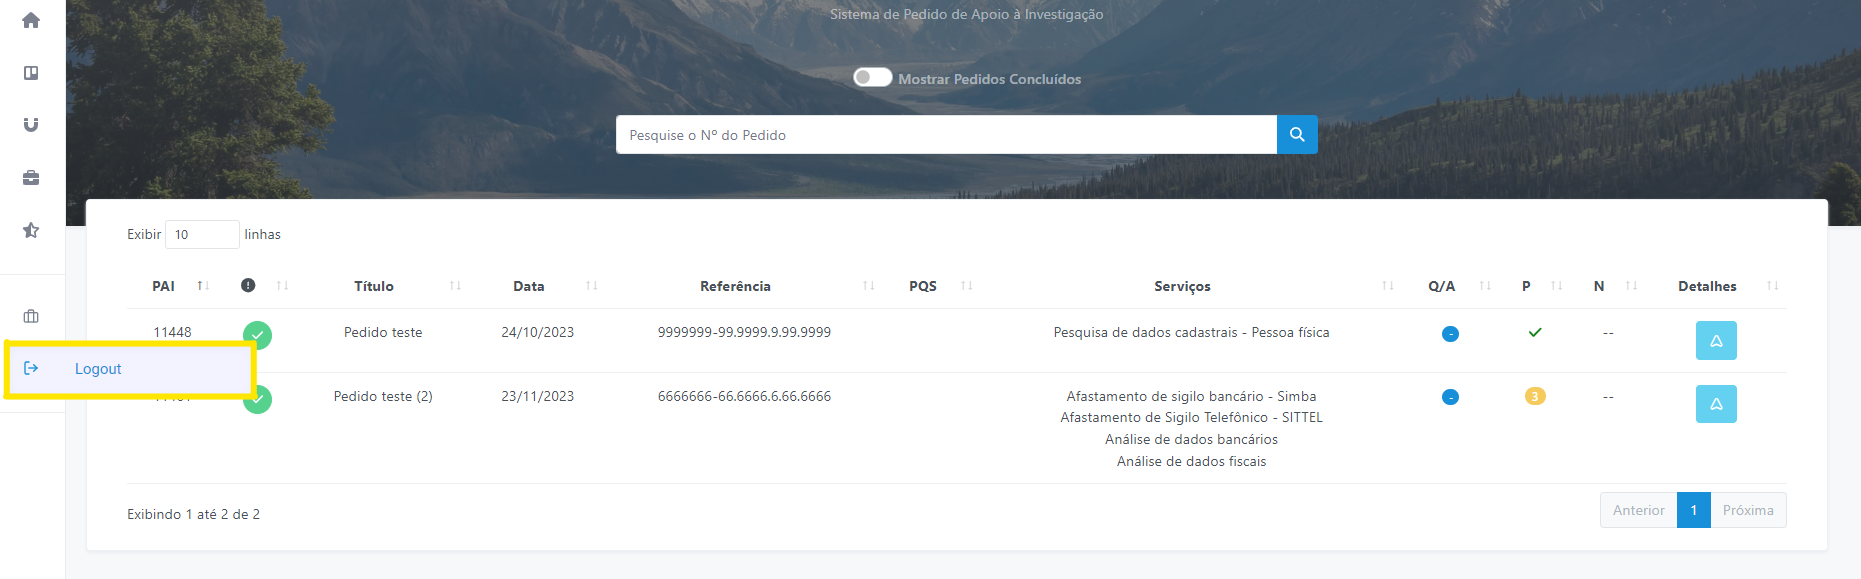 Sistema de Pedido de Apoio à Investigação
Mostrar Pedidos Concluídos
Pesquise o Nº do Pedido
Exibir 10 linhas
PAI Título Data Referência PQS Serviços Q/A P N Detalhes
11448 Pedido teste 24/10/2023 9999999-99.9999.9.99.9999 Pesquisa de dados cadastrais - Pessoa física - --
Logout
Pedido teste (2) 23/11/2023 6666666-66.6666.6.66.6666 Afastamento de sigilo bancário - Simba - 3 --
Afastamento de Sigilo Telefônico - SITTEL
Análise de dados bancários
Análise de dados fiscais
Exibindo 1 até 2 de 2
Anterior 1 Próxima